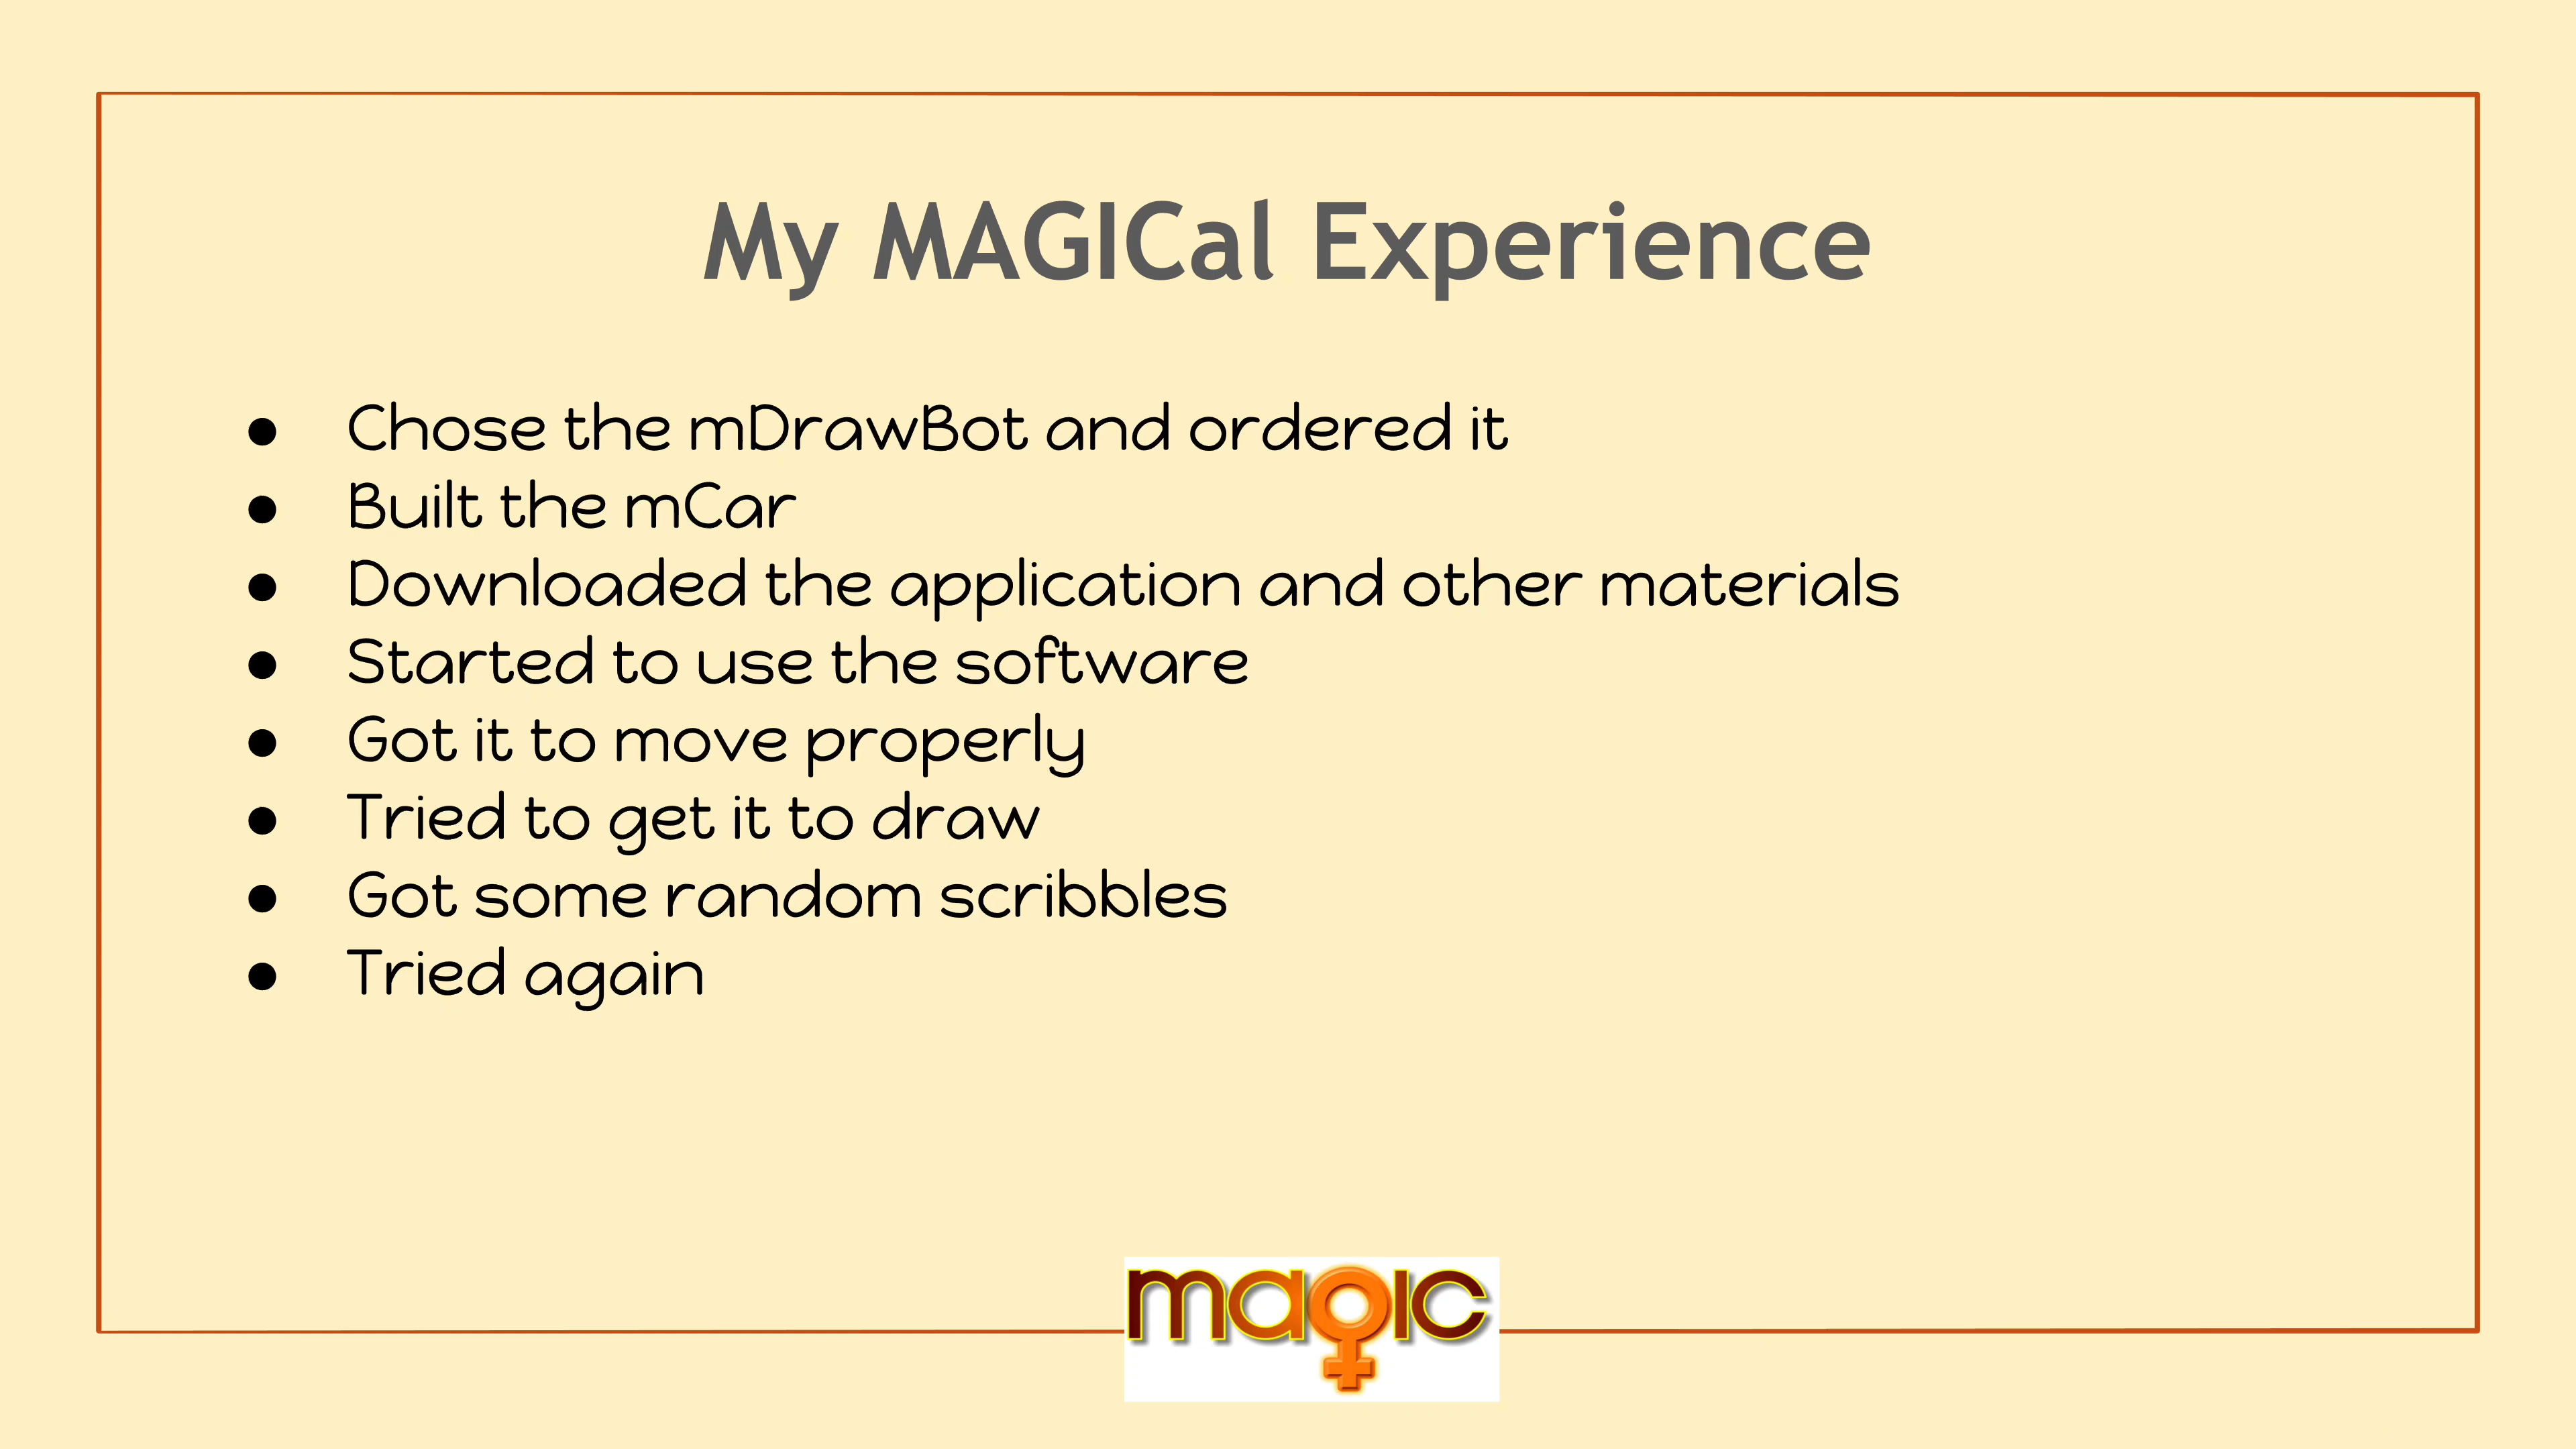 My MAGICal Experience
● Chose the mDrawBot and ordered it
● Built the mCar
● Downloaded the application and other materials
● Started to use the software
● Got it to move properly
● Tried to get it to draw
● Got some random scribbles
● Tried again
magic